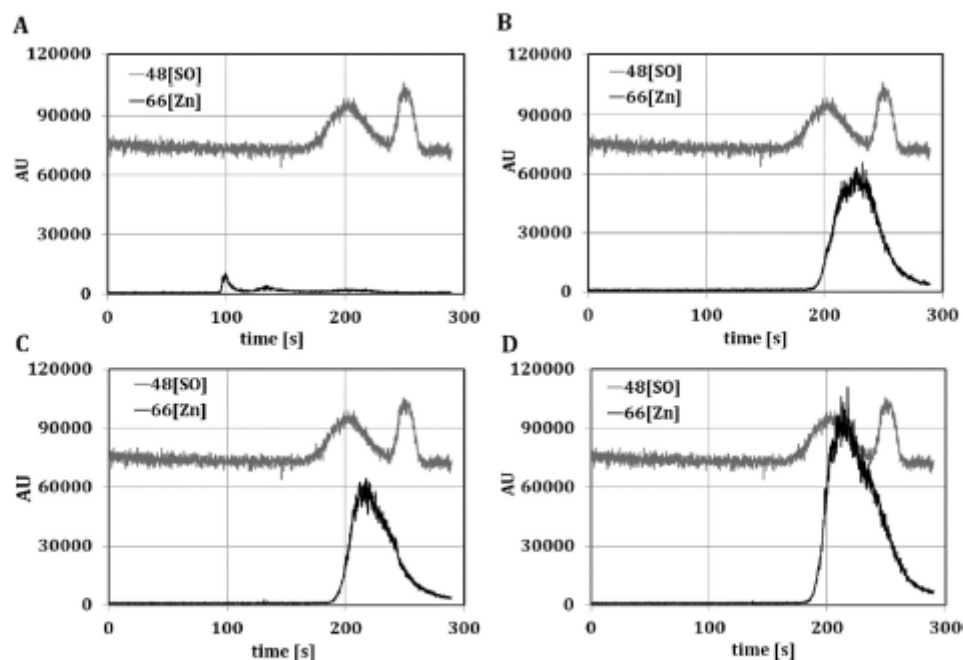 A
120000
90000
60000
30000
0
AU
48[SO]
66[Zn]
0 100 200 300
time [s]
B
120000
90000
60000
30000
0
AU
48[SO]
66[Zn]
0 100 200 300
time [s]
C
120000
90000
60000
30000
0
AU
48[SO]
66[Zn]
0 100 200 300
time [s]
D
120000
90000
60000
30000
0
AU
48[SO]
66[Zn]
0 100 200 300
time [s]